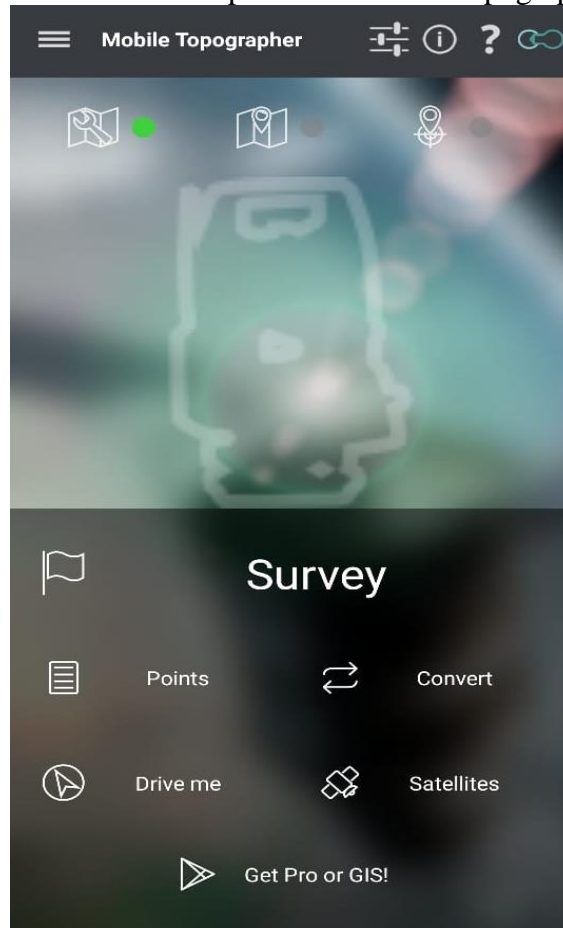 Mobile Topographer
Survey
Points
Convert
Drive me
Satellites
Get Pro or GIS!